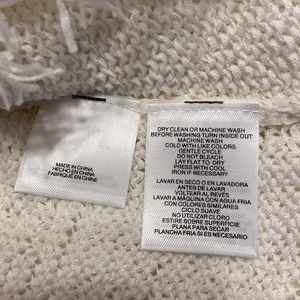 MADE IN CHINA
HECHO EN CHINA
FABRIQUE EN CHINE
DRY CLEAN OR MACHINE WASH
BEFORE WASHING TURN INSIDE OUT
MACHINE WASH
COLD WITH LIKE COLORS
GENTLE CYCLE
DO NOT BLEACH
LAY FLAT TO DRY
PRESS WITH COOL
IRON IF NECESSARY
LAVAR EN SECO O EN LAVADORA
ANTES DE LAVAR
VOLTEAR AL REVES
LAVAR A MAQUINA CON AGUA FRIA
CON COLORES SIMILARES
CICLO SUAVE
NO UTILIZAR CLORO
ESTIRE SOBRE SUPERFICIE
PLANA PARA SECAR
PLANCHA FRIA SI ES NECESARIO